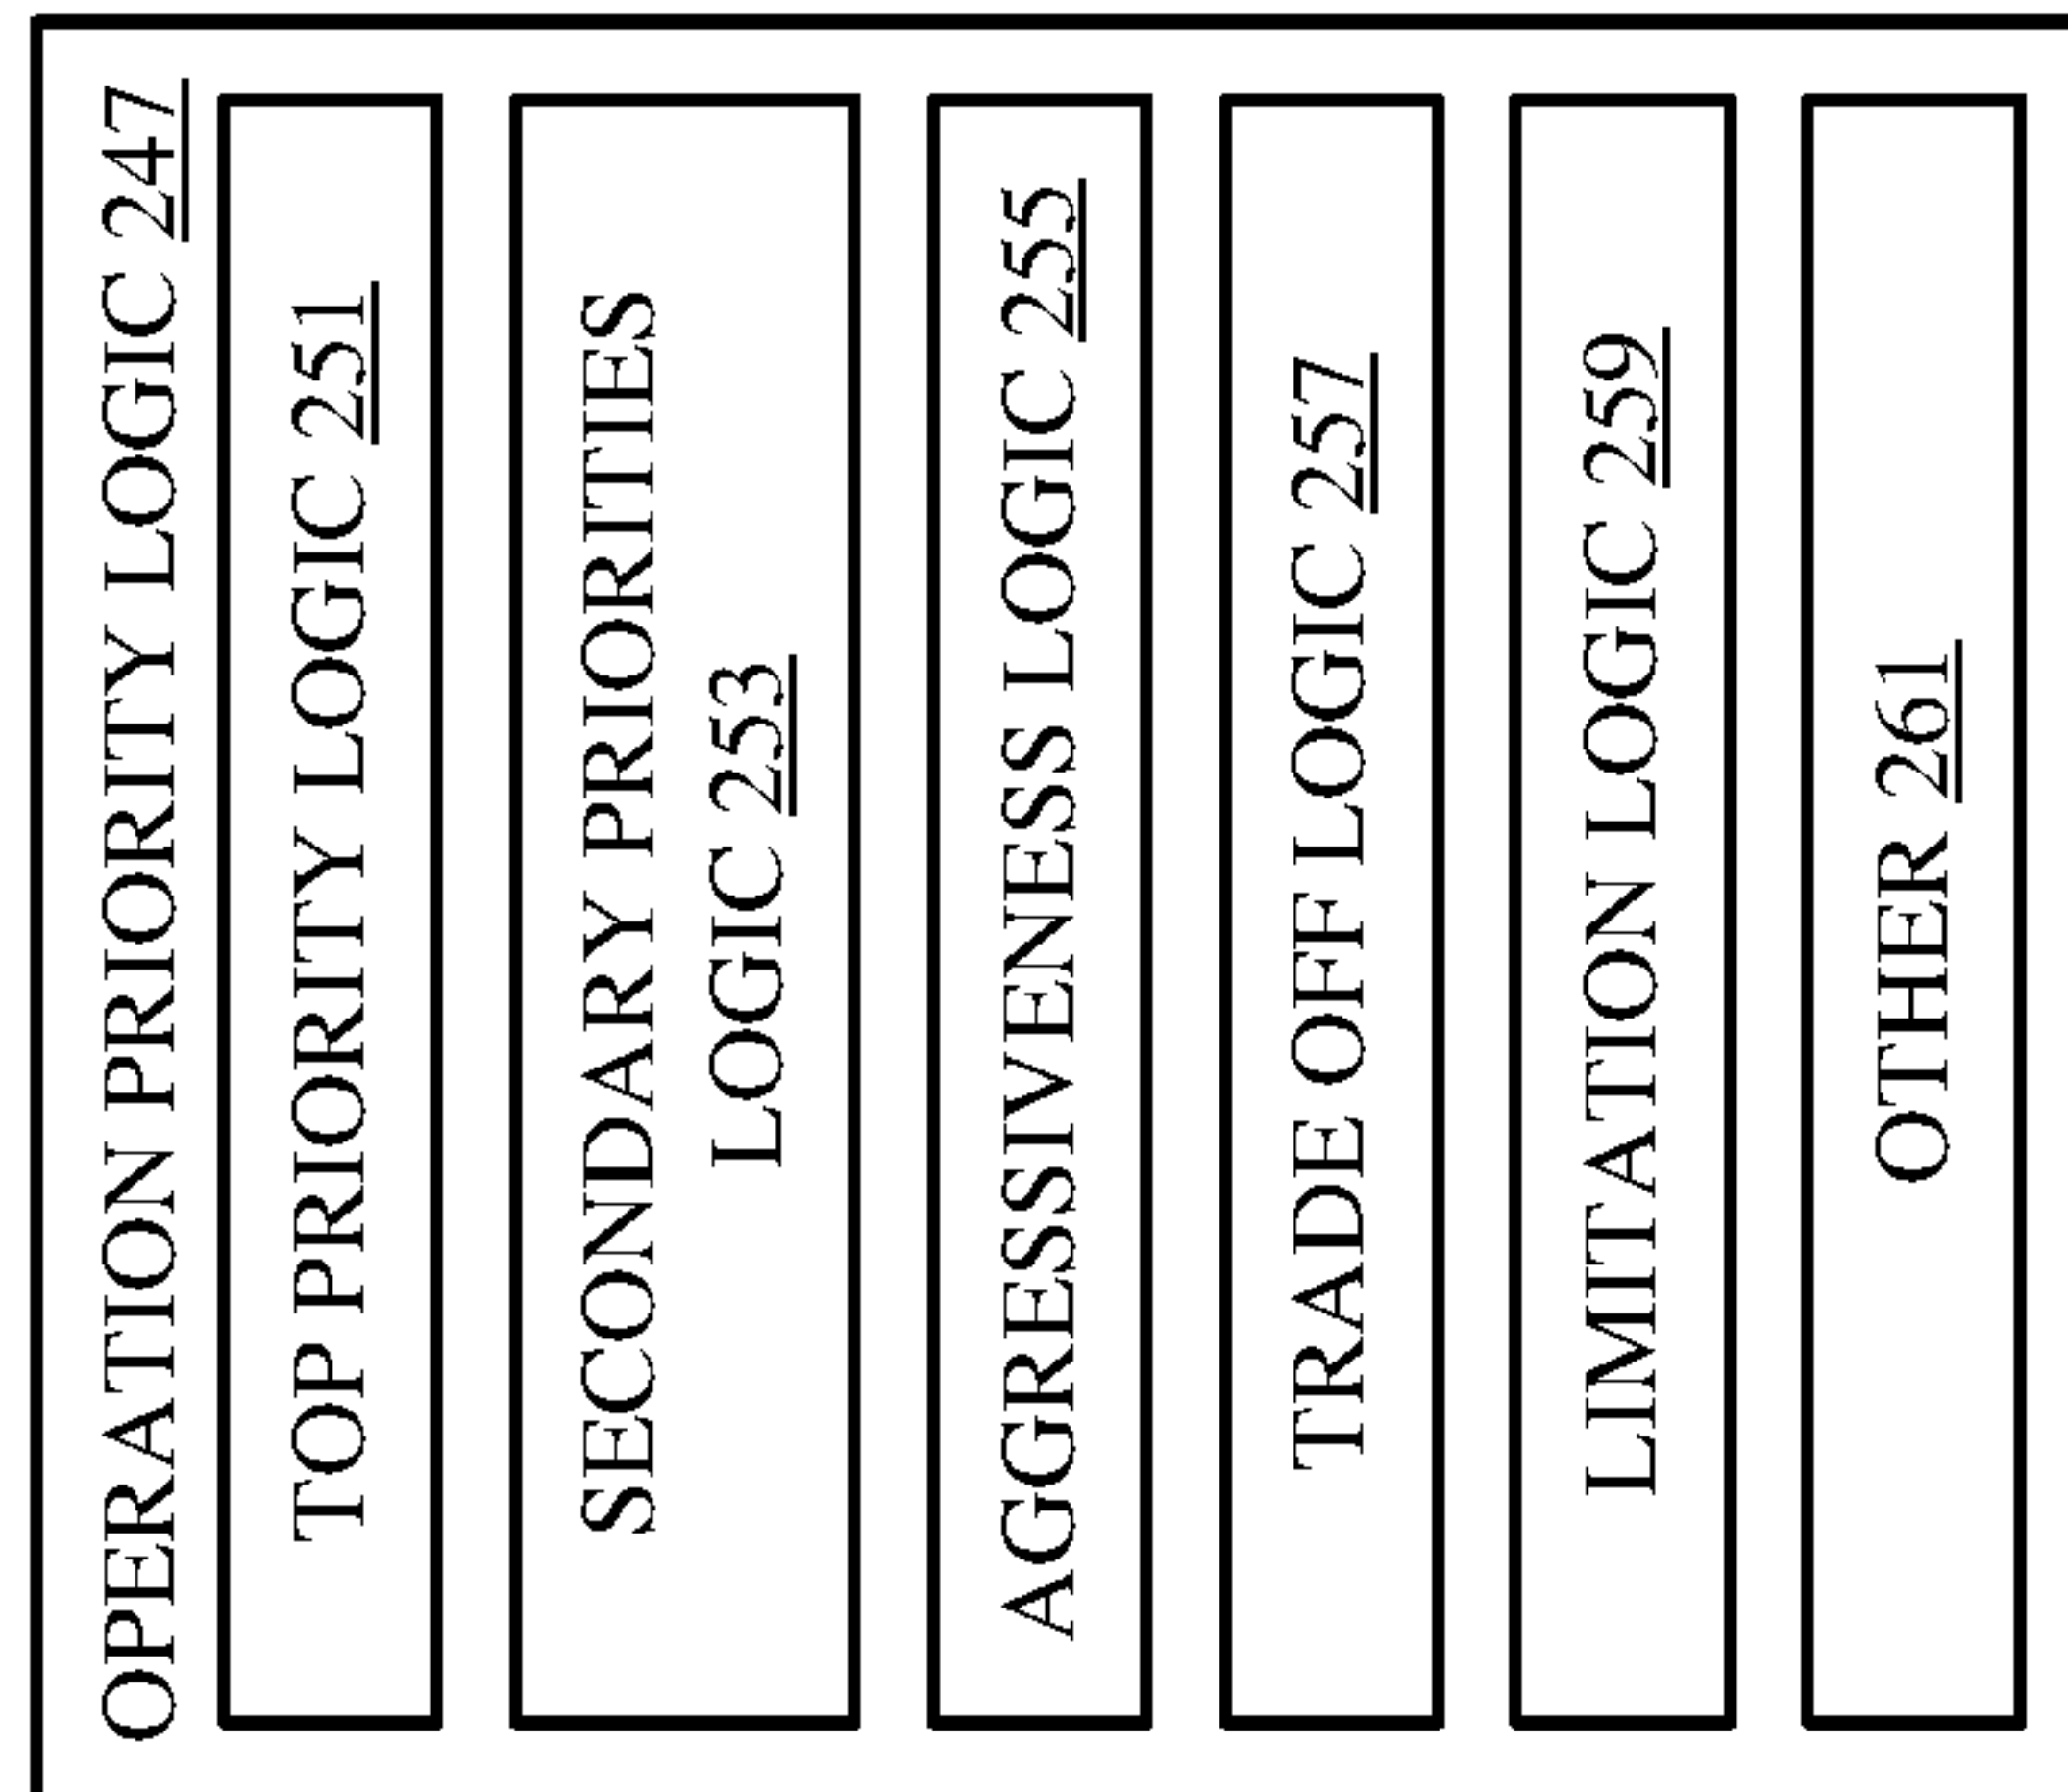 OPERATION PRIORITY LOGIC 247
TOP PRIORITY LOGIC 251
SECONDARY PRIORITIES
LOGIC 253
AGGRESSIVENESS LOGIC 255
TRADE OFF LOGIC 257
LIMITATION LOGIC 259
OTHER 261